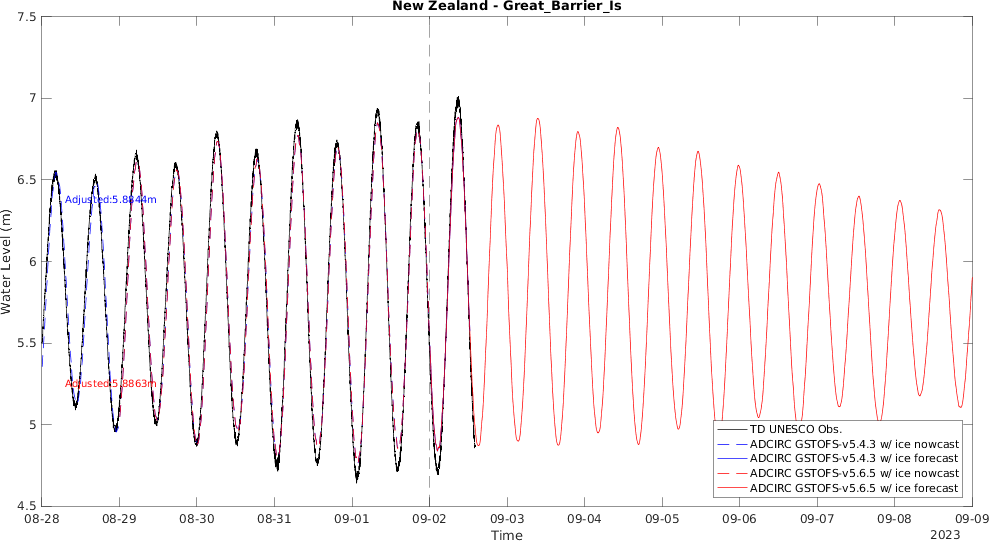 New Zealand - Great_Barrier_Is
7.5
7
6.5
6
5.5
5
4.5
Water Level (m)
Adjusted:5.8844m
Adjusted:5.8863m
TD UNESCO Obs.
ADCIRC GSTOFS-v5.4.3 w/ ice nowcast
ADCIRC GSTOFS-v5.4.3 w/ ice forecast
ADCIRC GSTOFS-v5.6.5 w/ ice nowcast
ADCIRC GSTOFS-v5.6.5 w/ ice forecast
08-28 08-29 08-30 08-31 09-01 09-02 09-03 09-04 09-05 09-06 09-07 09-08 09-09
Time
2023